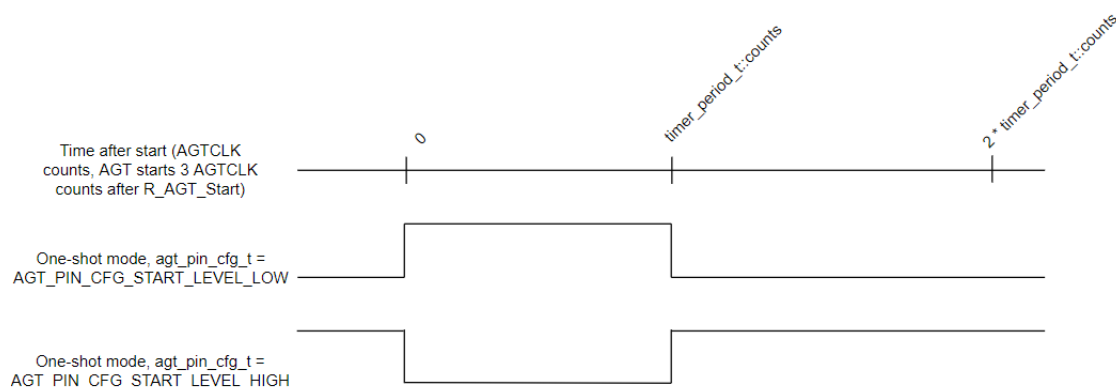 0
timer_period_t::counts
2 * timer_period_t::counts
Time after start (AGTCLK
counts, AGT starts 3 AGTCLK
counts after R_AGT_Start)
One-shot mode, agt_pin_cfg_t =
AGT_PIN_CFG_START_LEVEL_LOW
One-shot mode, agt_pin_cfg_t =
AGT_PIN_CFG_START_LEVEL_HIGH